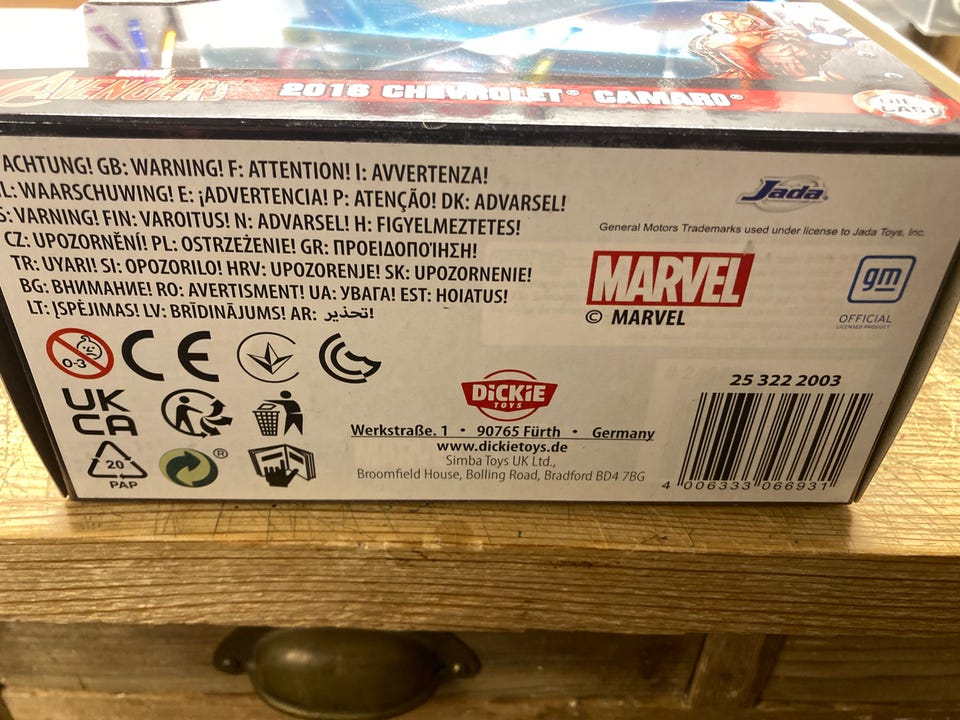 MARVEL
AVENGERS
2016 CHEVROLET® CAMARO®
DIE CAST
ACHTUNG! GB: WARNING! F: ATTENTION! I: AVVERTENZA!
L: WAARSCHUWING! E: ¡ADVERTENCIA! P: ATENÇÃO! DK: ADVARSEL!
S: VARNING! FIN: VAROITUS! N: ADVARSEL! H: FIGYELMEZTETES!
CZ: UPOZORNĚNÍ! PL: OSTRZEŻENIE! GR: ΠΡΟΕΙΔΟΠΟΊΗΣΗ!
TR: UYARI! SI: OPOZORILO! HRV: UPOZORENJE! SK: UPOZORNENIE!
BG: ВНИМАНИЕ! RO: AVERTISMENT! UA: УВАГА! EST: HOIATUS!
LT: ĮSPĖJIMAS! LV: BRĪDINĀJUMS! AR: تحذير!
Jada®
General Motors Trademarks used under license to Jada Toys, Inc.
MARVEL
© MARVEL
gm
OFFICIAL
LICENSED PRODUCT
0-3
CE
UK
CA
20
PAP
®
DICKIE
TOYS
Werkstraße. 1 • 90765 Fürth • Germany
www.dickietoys.de
Simba Toys UK Ltd.,
Broomfield House, Bolling Road, Bradford BD4 7BG
25 322 2003
4 006333 066931